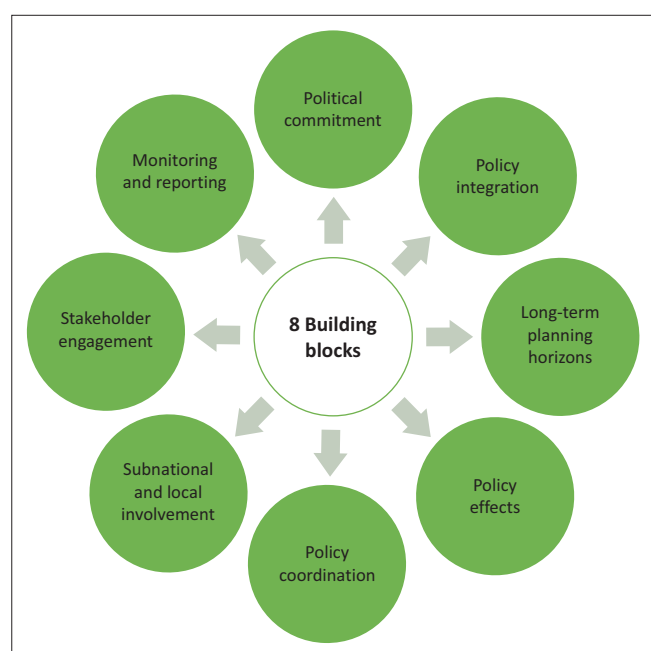 Political
commitment
Policy
integration
Long-term
planning
horizons
Policy
effects
Policy
coordination
Subnational
and local
involvement
Stakeholder
engagement
Monitoring
and reporting
8 Building
blocks